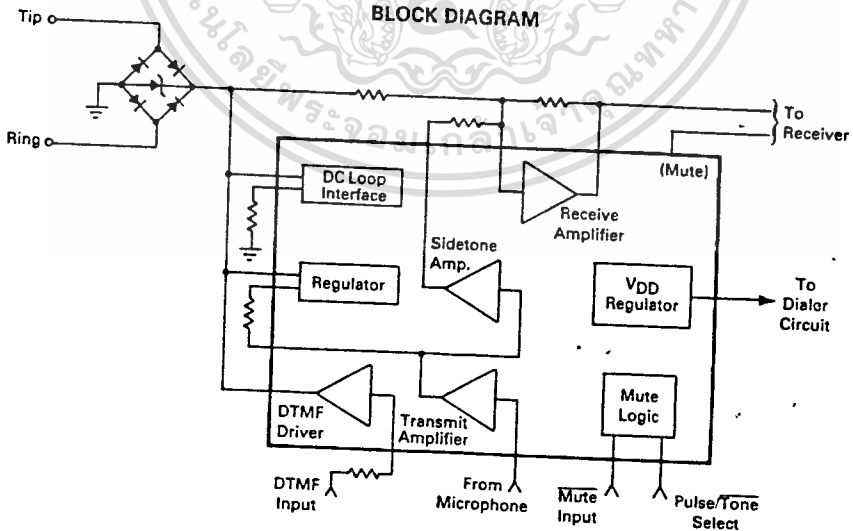 BLOCK DIAGRAM
Tip
Ring
To
Receiver
(Mute)
DC Loop
Interface
Receive
Amplifier
Sidetone
Amp.
Regulator
VDD
Regulator
To
Dialer
Circuit
DTMF
Driver
Transmit
Amplifier
Mute
Logic
DTMF
Input
From
Microphone
Mute
Input
Pulse/Tone
Select